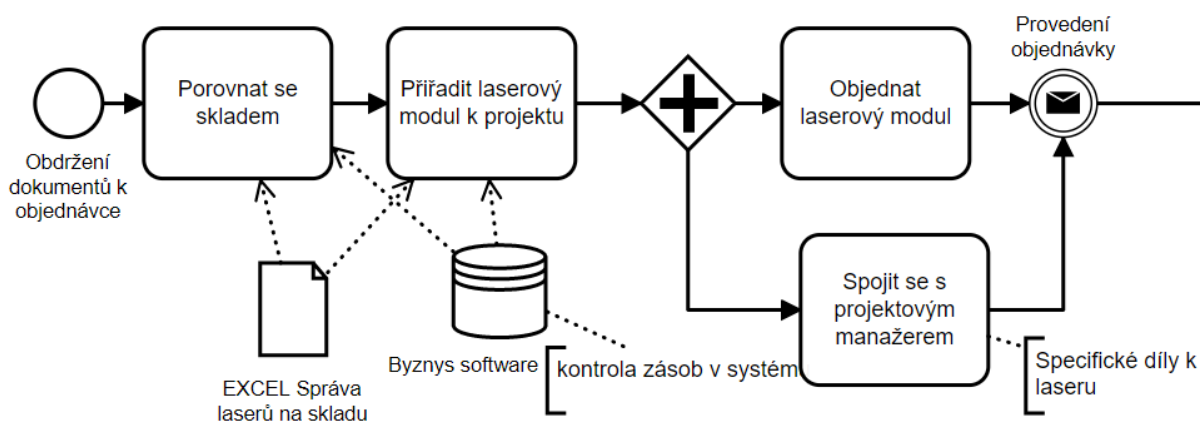 Provedení
objednávky
Porovnat se
skladem
Přiřadit laserový
modul k projektu
Objednat
laserový modul
Obdržení
dokumentů k
objednávce
Spojit se s
projektovým
manažerem
Byznys software
kontrola zásob v systém
Specifické díly k
laseru
EXCEL Správa
laserů na skladu